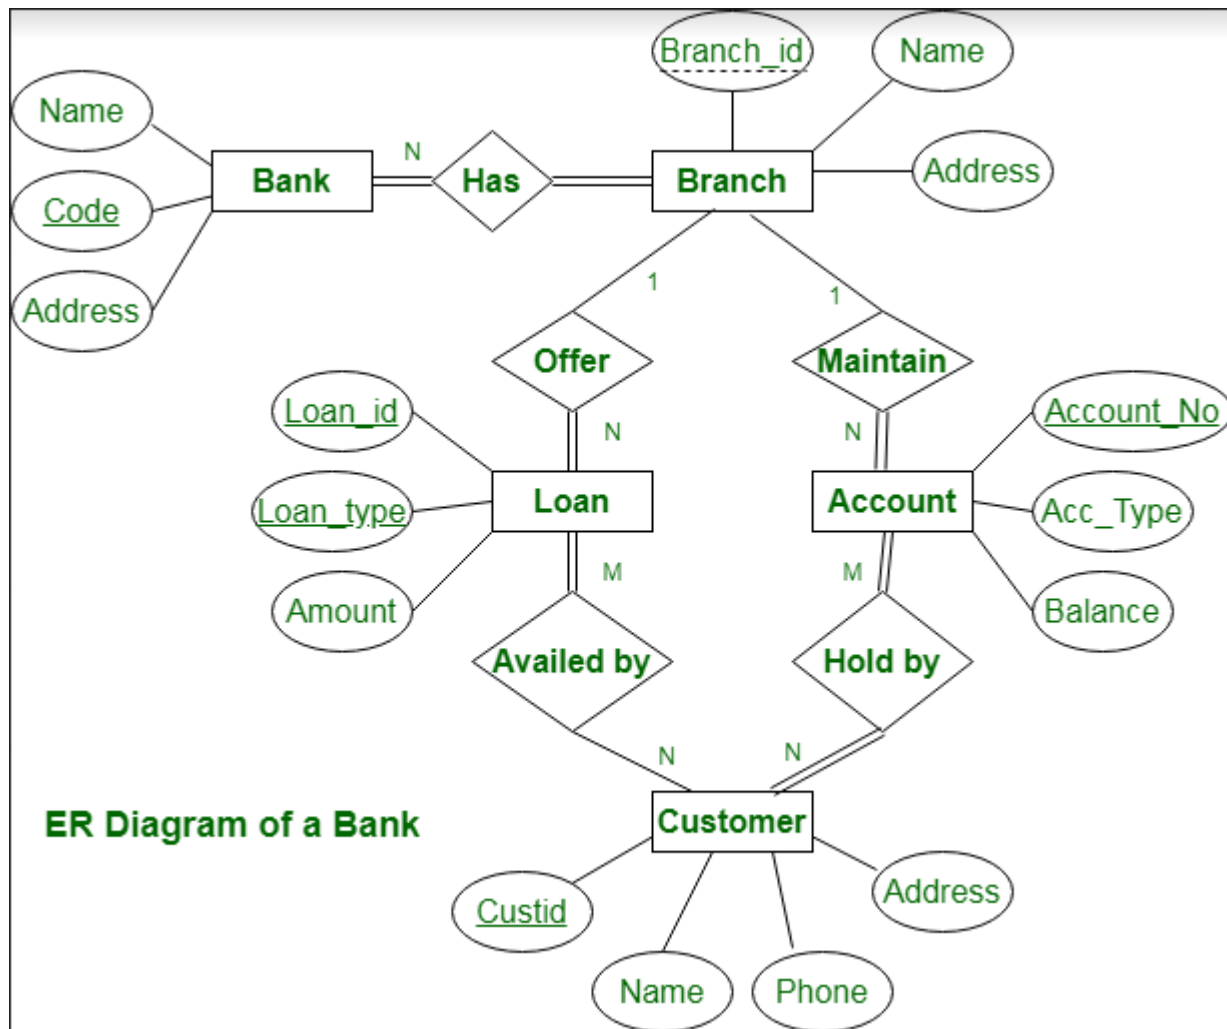 Branch_id
Name
Name
N
Bank
Has
Branch
Address
Code
Address
1
1
Offer
Maintain
Loan_id
N
N
Account_No
Loan
Account
Loan_type
Acc_Type
M
M
Amount
Balance
Availed by
Hold by
N
N
ER Diagram of a Bank
Customer
Custid
Address
Name
Phone